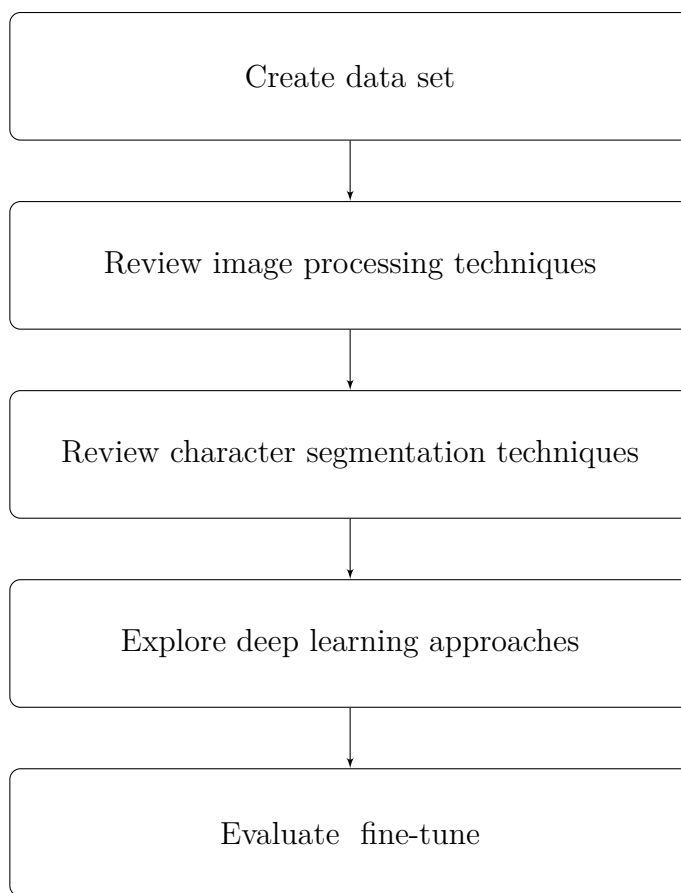 Create data set
Review image processing techniques
Review character segmentation techniques
Explore deep learning approaches
Evaluate fine-tune